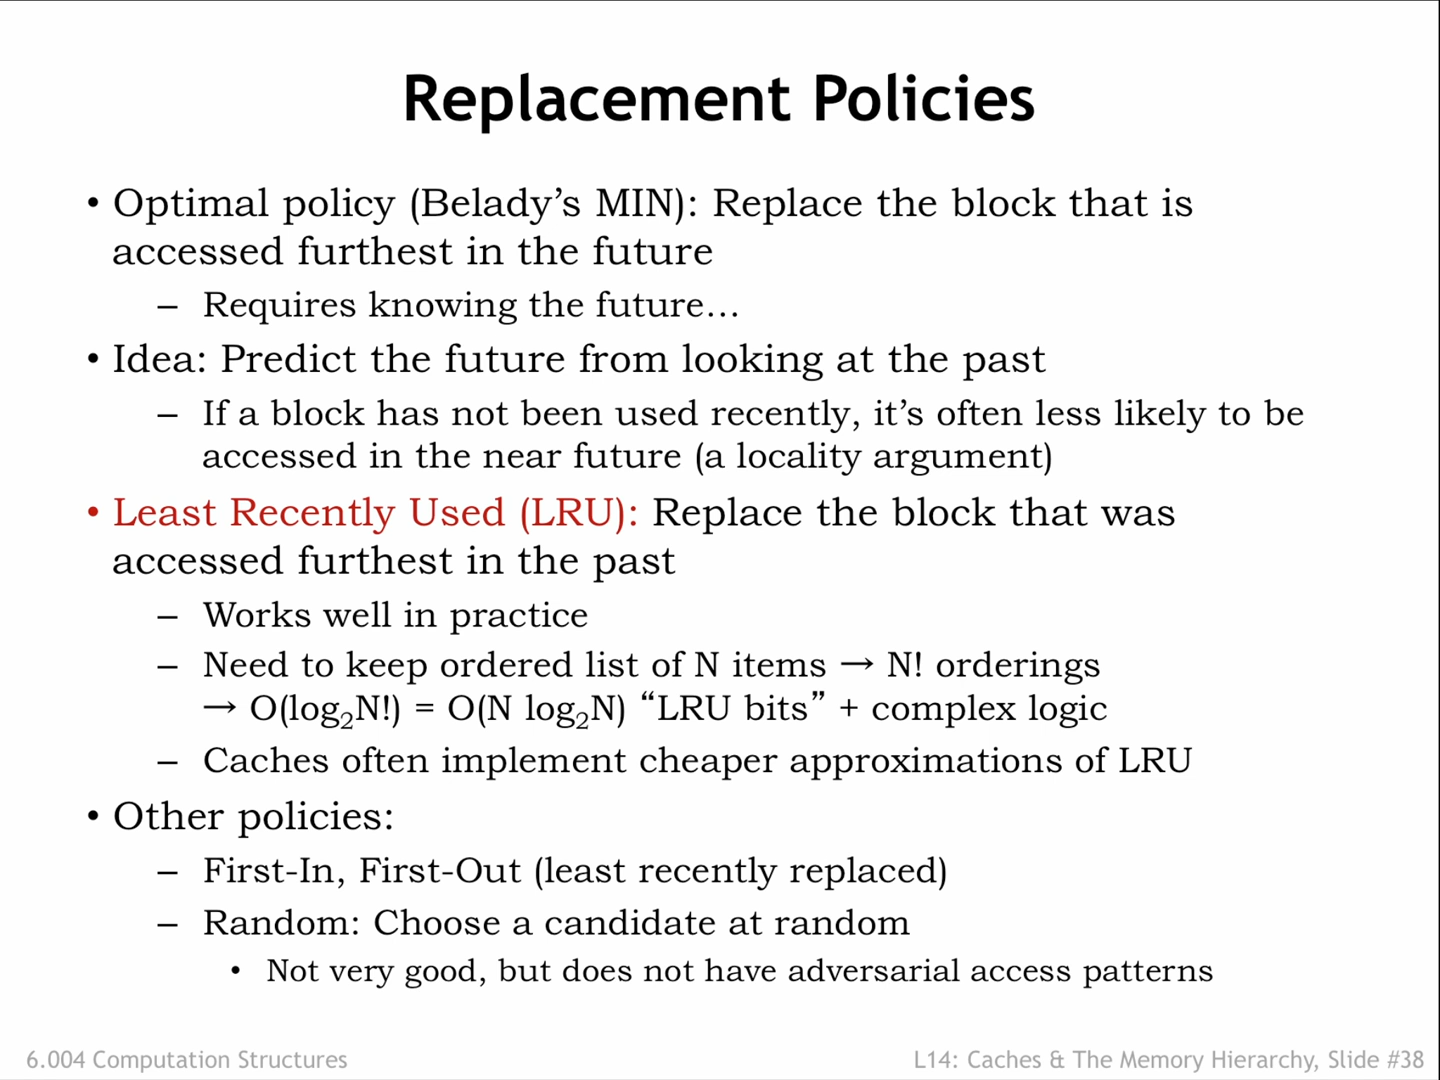 Replacement Policies
• Optimal policy (Belady’s MIN): Replace the block that is
accessed furthest in the future
– Requires knowing the future…
• Idea: Predict the future from looking at the past
– If a block has not been used recently, it’s often less likely to be
accessed in the near future (a locality argument)
• Least Recently Used (LRU): Replace the block that was
accessed furthest in the past
– Works well in practice
– Need to keep ordered list of N items → N! orderings
→ O(log₂N!) = O(N log₂N) “LRU bits” + complex logic
– Caches often implement cheaper approximations of LRU
• Other policies:
– First-In, First-Out (least recently replaced)
– Random: Choose a candidate at random
• Not very good, but does not have adversarial access patterns
6.004 Computation Structures
L14: Caches & The Memory Hierarchy, Slide #38